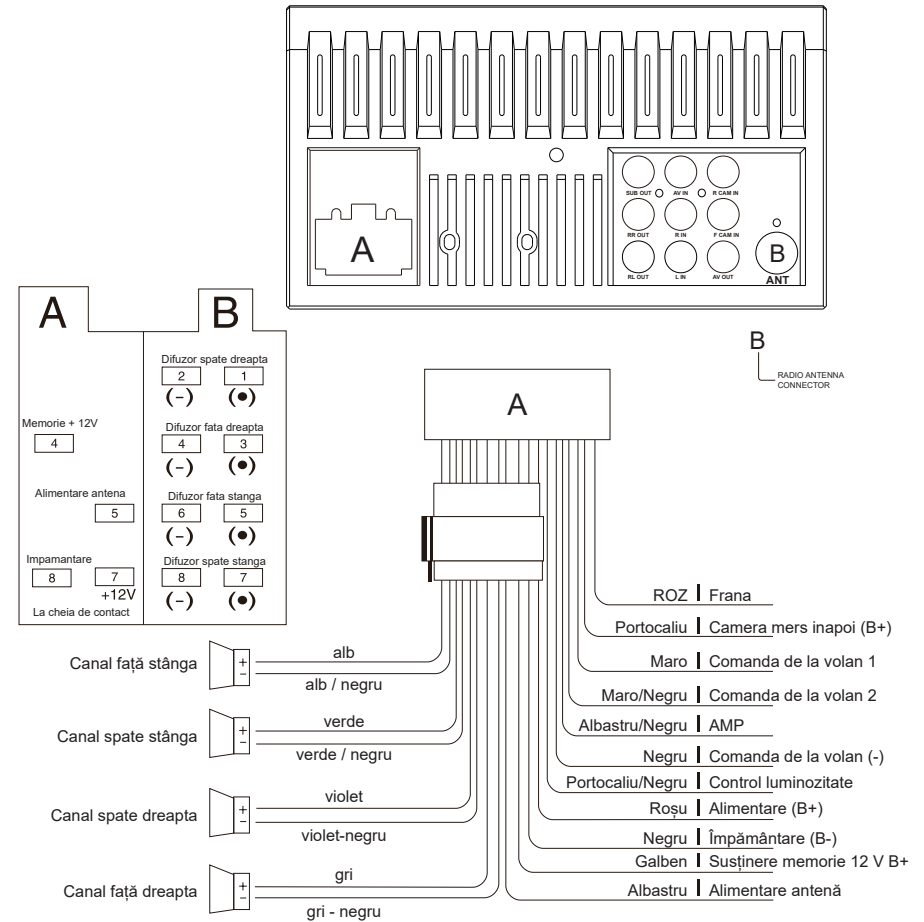 SUB OUT AV IN R CAM IN
RR OUT R IN F CAM IN
RL OUT L IN AV OUT
A
B
ANT
B
RADIO ANTENNA
CONNECTOR
A B
Difuzor spate dreapta
2 1
(-) (•)
Memorie + 12V
4
Difuzor fata dreapta
4 3
(-) (•)
Alimentare antena
5
Difuzor fata stanga
6 5
(-) (•)
Impamantare
8 7
+12V
La cheia de contact
Difuzor spate stanga
8 7
(-) (•)
A
ROZ | Frana
Portocaliu | Camera mers inapoi (B+)
Maro | Comanda de la volan 1
Maro/Negru | Comanda de la volan 2
Albastru/Negru | AMP
Negru | Comanda de la volan (-)
Portocaliu/Negru | Control luminozitate
Roșu | Alimentare (B+)
Negru | Împământare (B-)
Galben | Susținere memorie 12 V B+
Albastru | Alimentare antenă
Canal față stânga + - alb
alb / negru
Canal spate stânga + - verde
verde / negru
Canal spate dreapta + - violet
violet-negru
Canal față dreapta + - gri
gri - negru